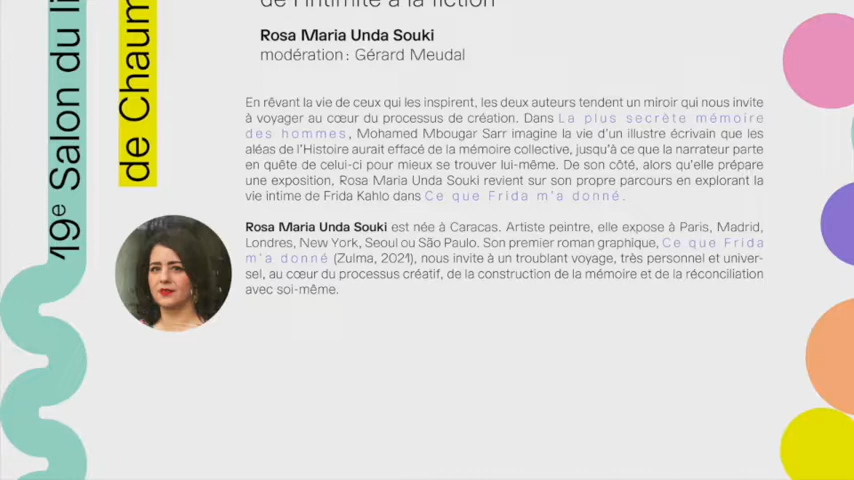 de l'intimité à la fiction
Rosa Maria Unda Souki
modération : Gérard Meudal
En rêvant la vie de ceux qui les inspirent, les deux auteurs tendent un miroir qui nous invite
à voyager au cœur du processus de création. Dans La plus secrète mémoire
des hommes, Mohamed Mbougar Sarr imagine la vie d'un illustre écrivain que les
aléas de l'Histoire aurait effacé de la mémoire collective, jusqu'à ce que la narrateur parte
en quête de celui-ci pour mieux se trouver lui-même. De son côté, alors qu'elle prépare
une exposition, Rosa Maria Unda Souki revient sur son propre parcours en explorant la
vie intime de Frida Kahlo dans Ce que Frida m'a donné.
Rosa Maria Unda Souki est née à Caracas. Artiste peintre, elle expose à Paris, Madrid,
Londres, New York, Seoul ou São Paulo. Son premier roman graphique, Ce que Frida
m'a donné (Zulma, 2021), nous invite à un troublant voyage, très personnel et univer-
sel, au cœur du processus créatif, de la construction de la mémoire et de la réconciliation
avec soi-même.
19e Salon du li
de Chaum